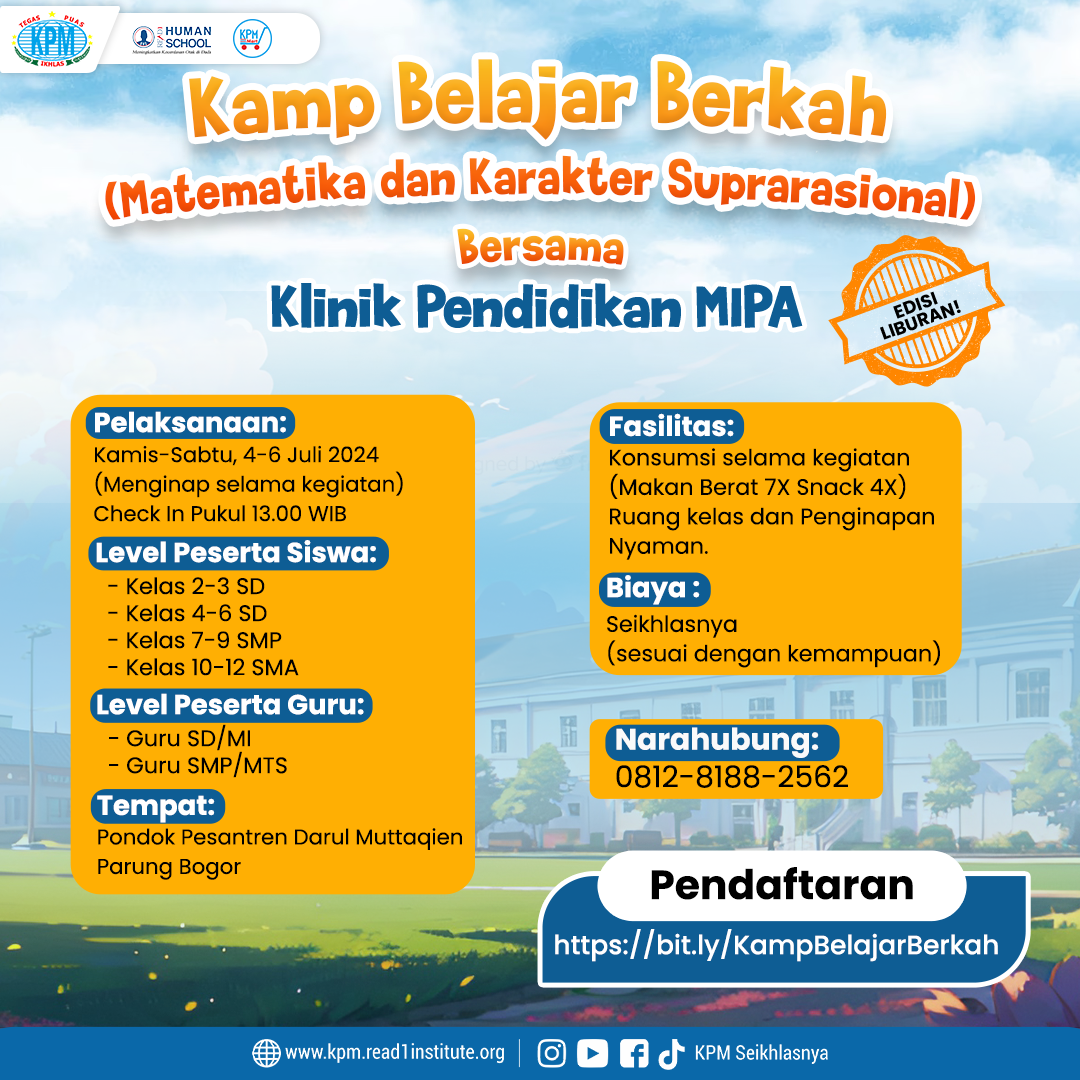 TEGAS PUAS
KPM
IKHLAS
HUMAN
SCHOOL
Meningkatkan Kecerdasan Otak di Dada
KPM
Kamp Belajar Berkah
(Matematika dan Karakter Suprarasional)
Bersama
Klinik Pendidikan MIPA
EDISI
LIBURAN!
Pelaksanaan:
Kamis-Sabtu, 4-6 Juli 2024
(Menginap selama kegiatan)
Check In Pukul 13.00 WIB
Level Peserta Siswa:
- Kelas 2-3 SD
- Kelas 4-6 SD
- Kelas 7-9 SMP
- Kelas 10-12 SMA
Level Peserta Guru:
- Guru SD/MI
- Guru SMP/MTS
Tempat:
Pondok Pesantren Darul Muttaqien
Parung Bogor
Fasilitas:
Konsumsi selama kegiatan
(Makan Berat 7X Snack 4X)
Ruang kelas dan Penginapan
Nyaman.
Biaya :
Seikhlasnya
(sesuai dengan kemampuan)
Narahubung:
0812-8188-2562
Pendaftaran
https://bit.ly/KampBelajarBerkah
www.kpm.read1institute.org
KPM Seikhlasnya